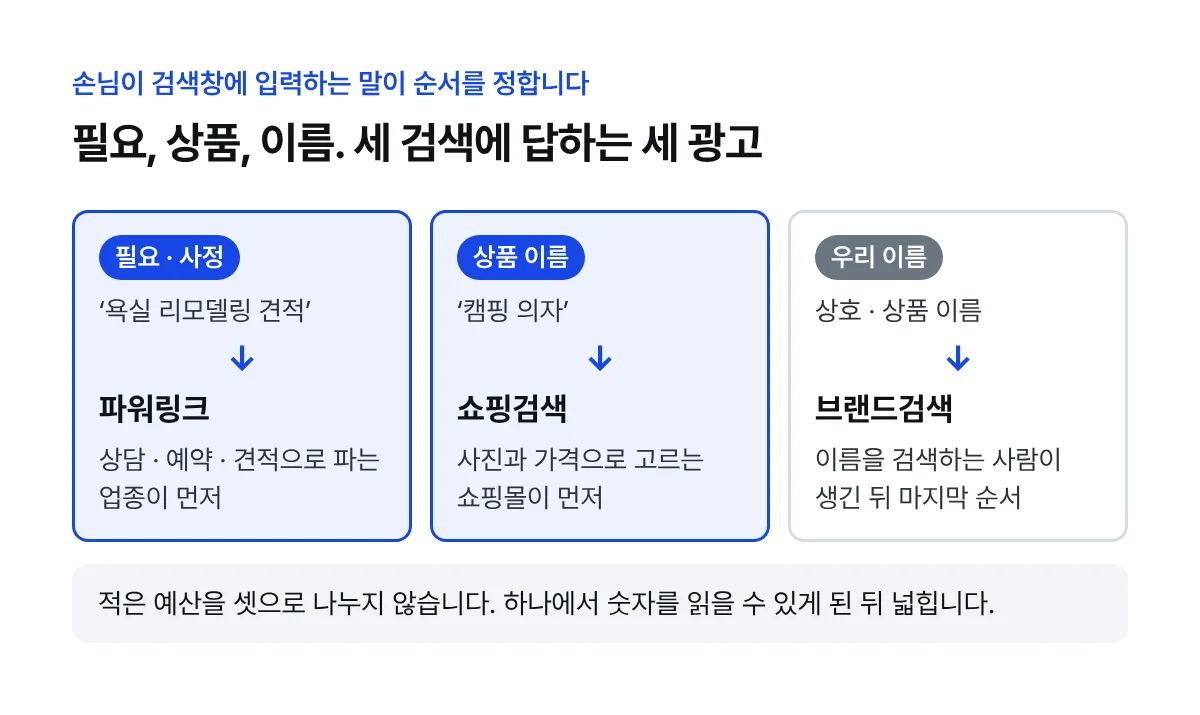 손님이 검색창에 입력하는 말이 순서를 정합니다
필요, 상품, 이름. 세 검색에 답하는 세 광고
필요 · 사정
‘욕실 리모델링 견적’
↓
파워링크
상담 · 예약 · 견적으로 파는
업종이 먼저
상품 이름
‘캠핑 의자’
↓
쇼핑검색
사진과 가격으로 고르는
쇼핑몰이 먼저
우리 이름
상호 · 상품 이름
↓
브랜드검색
이름을 검색하는 사람이
생긴 뒤 마지막 순서
적은 예산을 셋으로 나누지 않습니다. 하나에서 숫자를 읽을 수 있게 된 뒤 넓힙니다.